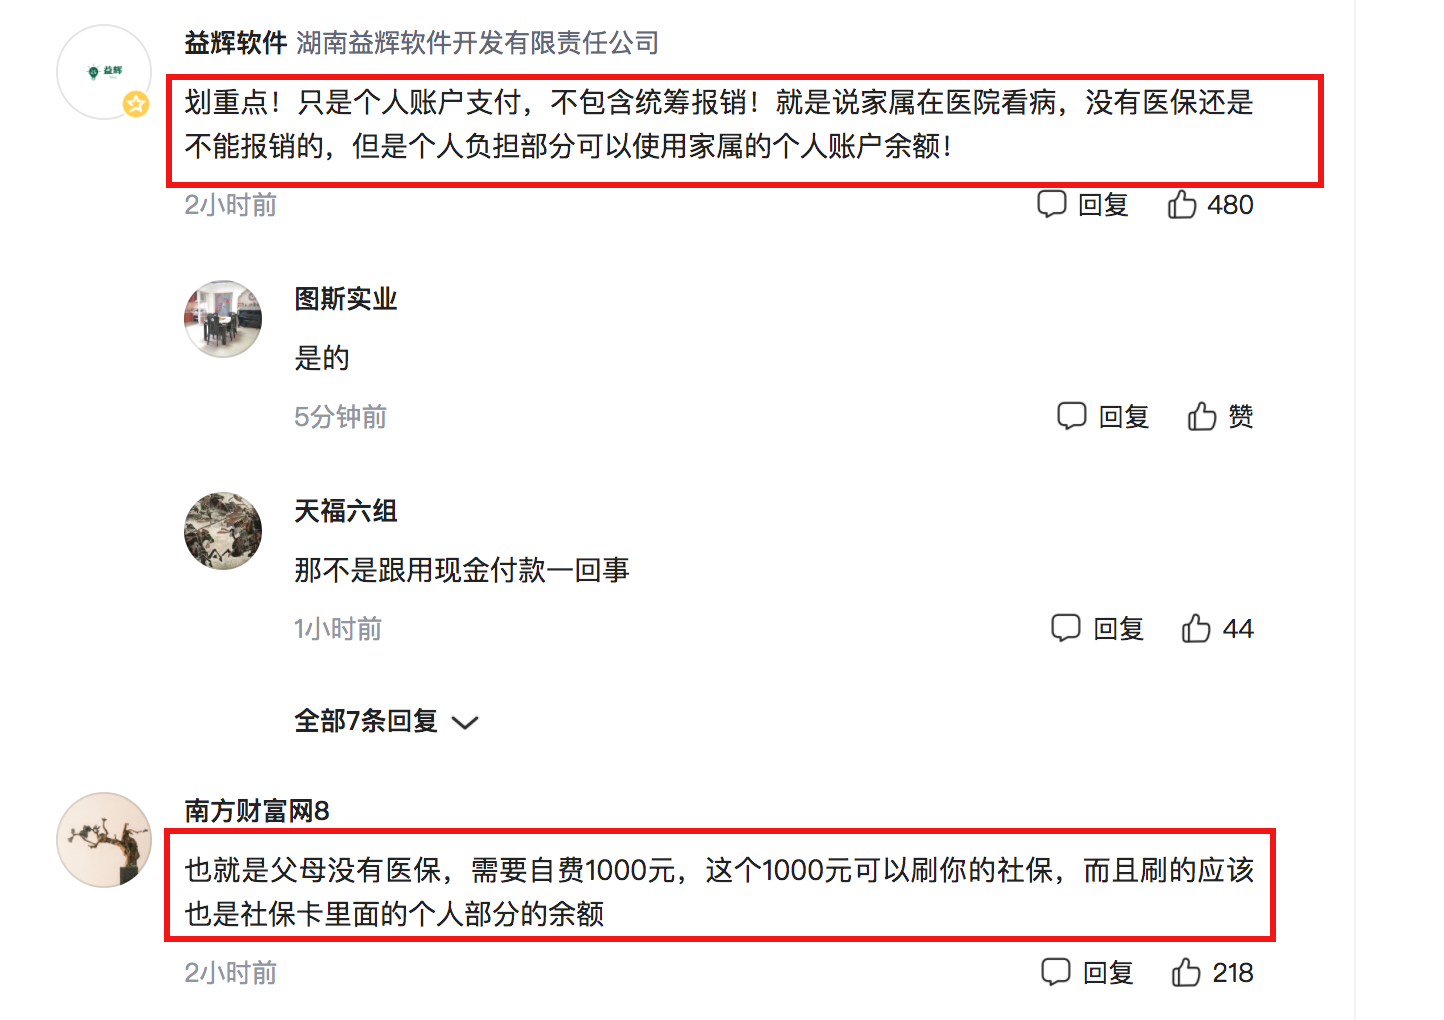 益辉软件 湖南益辉软件开发有限责任公司
益辉
划重点！只是个人账户支付，不包含统筹报销！就是说家属在医院看病，没有医保还是
不能报销的，但是个人负担部分可以使用家属的个人账户余额！
2小时前 回复 480
图斯实业
是的
5分钟前 回复 赞
天福六组
那不是跟用现金付款一回事
1小时前 回复 44
全部7条回复
南方财富网8
也就是父母没有医保，需要自费1000元，这个1000元可以刷你的社保，而且刷的应该
也是社保卡里面的个人部分的余额
2小时前 回复 218